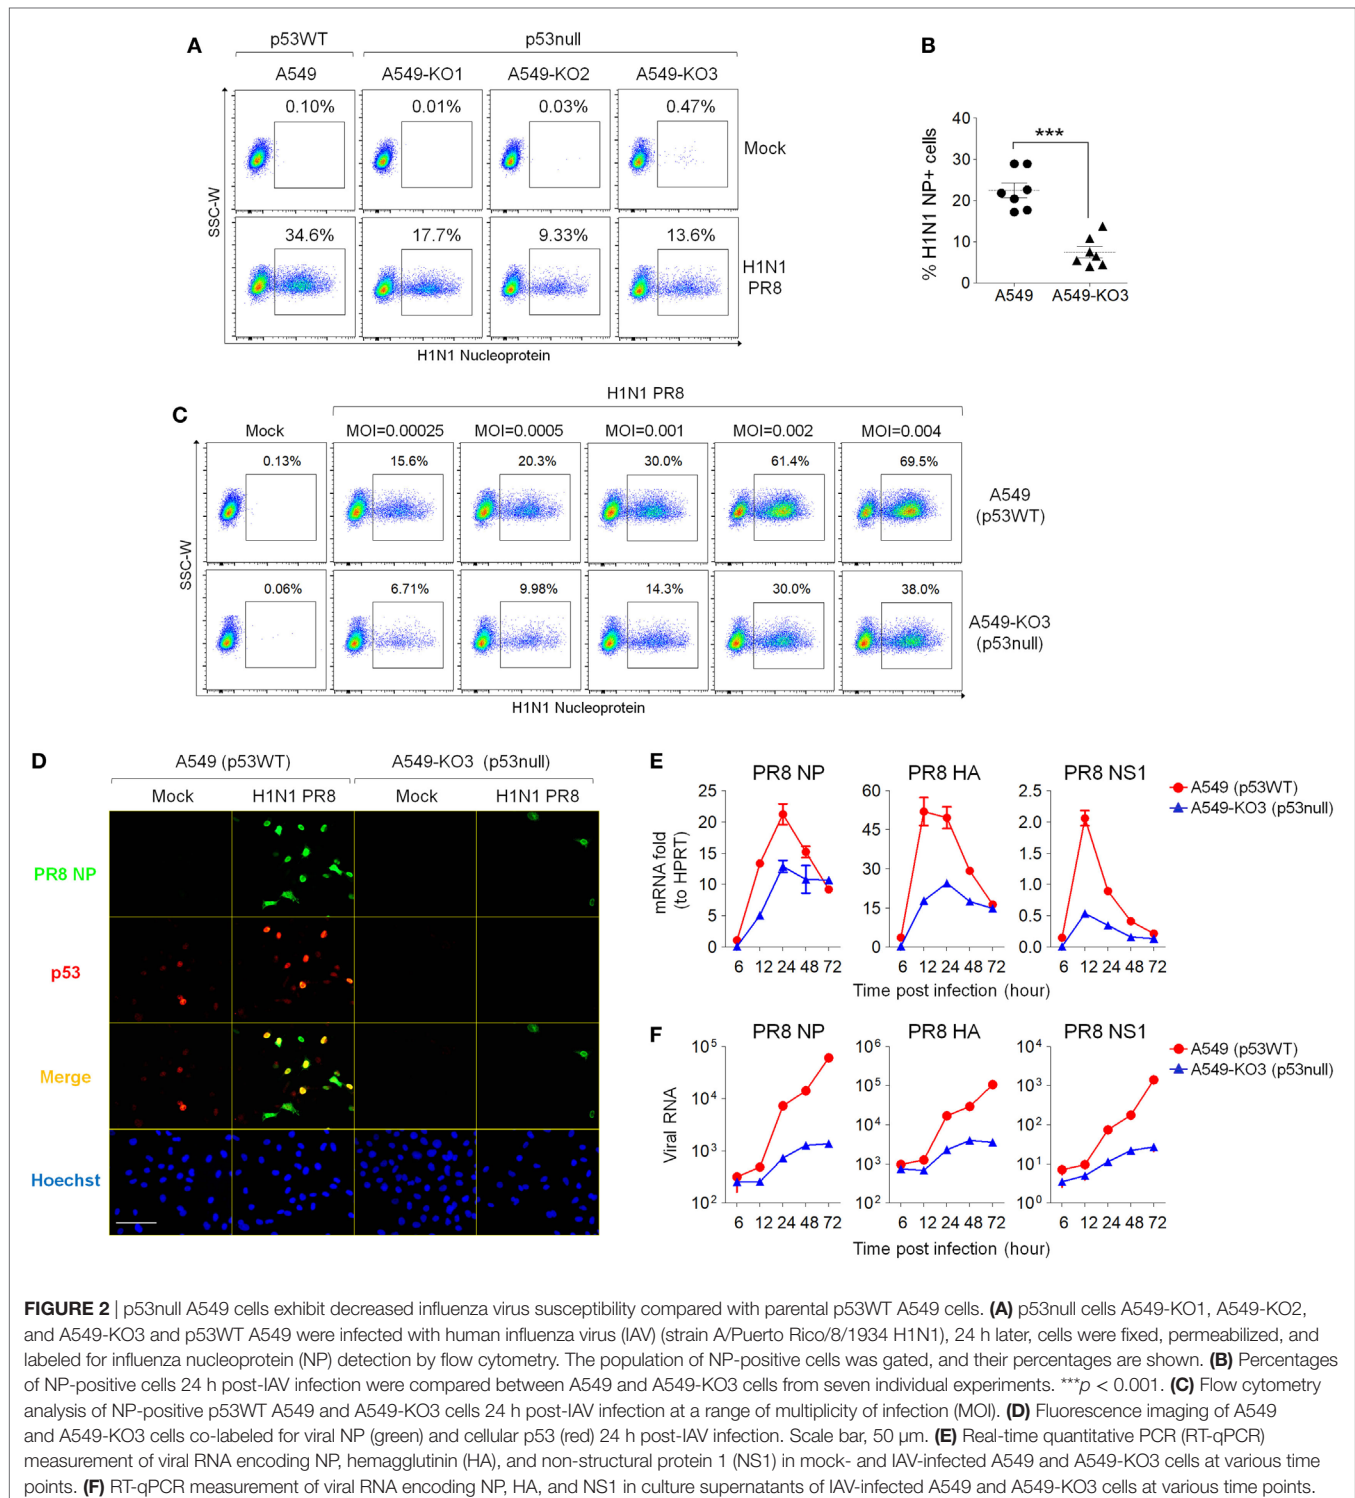 A
p53WT p53null
A549 A549-KO1 A549-KO2 A549-KO3
0.10% 0.01% 0.03% 0.47%
Mock
34.6% 17.7% 9.33% 13.6%
H1N1
PR8
SSC-W
H1N1 Nucleoprotein
B
% H1N1 NP+ cells
40
30
20
10
0
***
A549 A549-KO3
C
H1N1 PR8
Mock MOI=0.00025 MOI=0.0005 MOI=0.001 MOI=0.002 MOI=0.004
0.13% 15.6% 20.3% 30.0% 61.4% 69.5%
A549
(p53WT)
0.06% 6.71% 9.98% 14.3% 30.0% 38.0%
A549-KO3
(p53null)
SSC-W
H1N1 Nucleoprotein
D
A549 (p53WT) A549-KO3 (p53null)
Mock H1N1 PR8 Mock H1N1 PR8
PR8 NP
p53
Merge
Hoechst
E
PR8 NP PR8 HA PR8 NS1
mRNA fold
(to HPRT)
25 20 15 10 5 0
60 45 30 15 0
2.5 2.0 1.5 1.0 0.5 0.0
6 12 24 48 72 6 12 24 48 72 6 12 24 48 72
Time post infection (hour)
A549 (p53WT)
A549-KO3 (p53null)
F
PR8 NP PR8 HA PR8 NS1
Viral RNA
10⁵ 10⁴ 10³ 10²
10⁶ 10⁵ 10⁴ 10³ 10²
10⁴ 10³ 10² 10¹ 10⁰
6 12 24 48 72 6 12 24 48 72 6 12 24 48 72
Time post infection (hour)
A549 (p53WT)
A549-KO3 (p53null)
FIGURE 2 | p53null A549 cells exhibit decreased influenza virus susceptibility compared with parental p53WT A549 cells. (A) p53null cells A549-KO1, A549-KO2,
and A549-KO3 and p53WT A549 were infected with human influenza virus (IAV) (strain A/Puerto Rico/8/1934 H1N1), 24 h later, cells were fixed, permeabilized, and
labeled for influenza nucleoprotein (NP) detection by flow cytometry. The population of NP-positive cells was gated, and their percentages are shown. (B) Percentages
of NP-positive cells 24 h post-IAV infection were compared between A549 and A549-KO3 cells from seven individual experiments. ***p < 0.001. (C) Flow cytometry
analysis of NP-positive p53WT A549 and A549-KO3 cells 24 h post-IAV infection at a range of multiplicity of infection (MOI). (D) Fluorescence imaging of A549
and A549-KO3 cells co-labeled for viral NP (green) and cellular p53 (red) 24 h post-IAV infection. Scale bar, 50 µm. (E) Real-time quantitative PCR (RT-qPCR)
measurement of viral RNA encoding NP, hemagglutinin (HA), and non-structural protein 1 (NS1) in mock- and IAV-infected A549 and A549-KO3 cells at various time
points. (F) RT-qPCR measurement of viral RNA encoding NP, HA, and NS1 in culture supernatants of IAV-infected A549 and A549-KO3 cells at various time points.